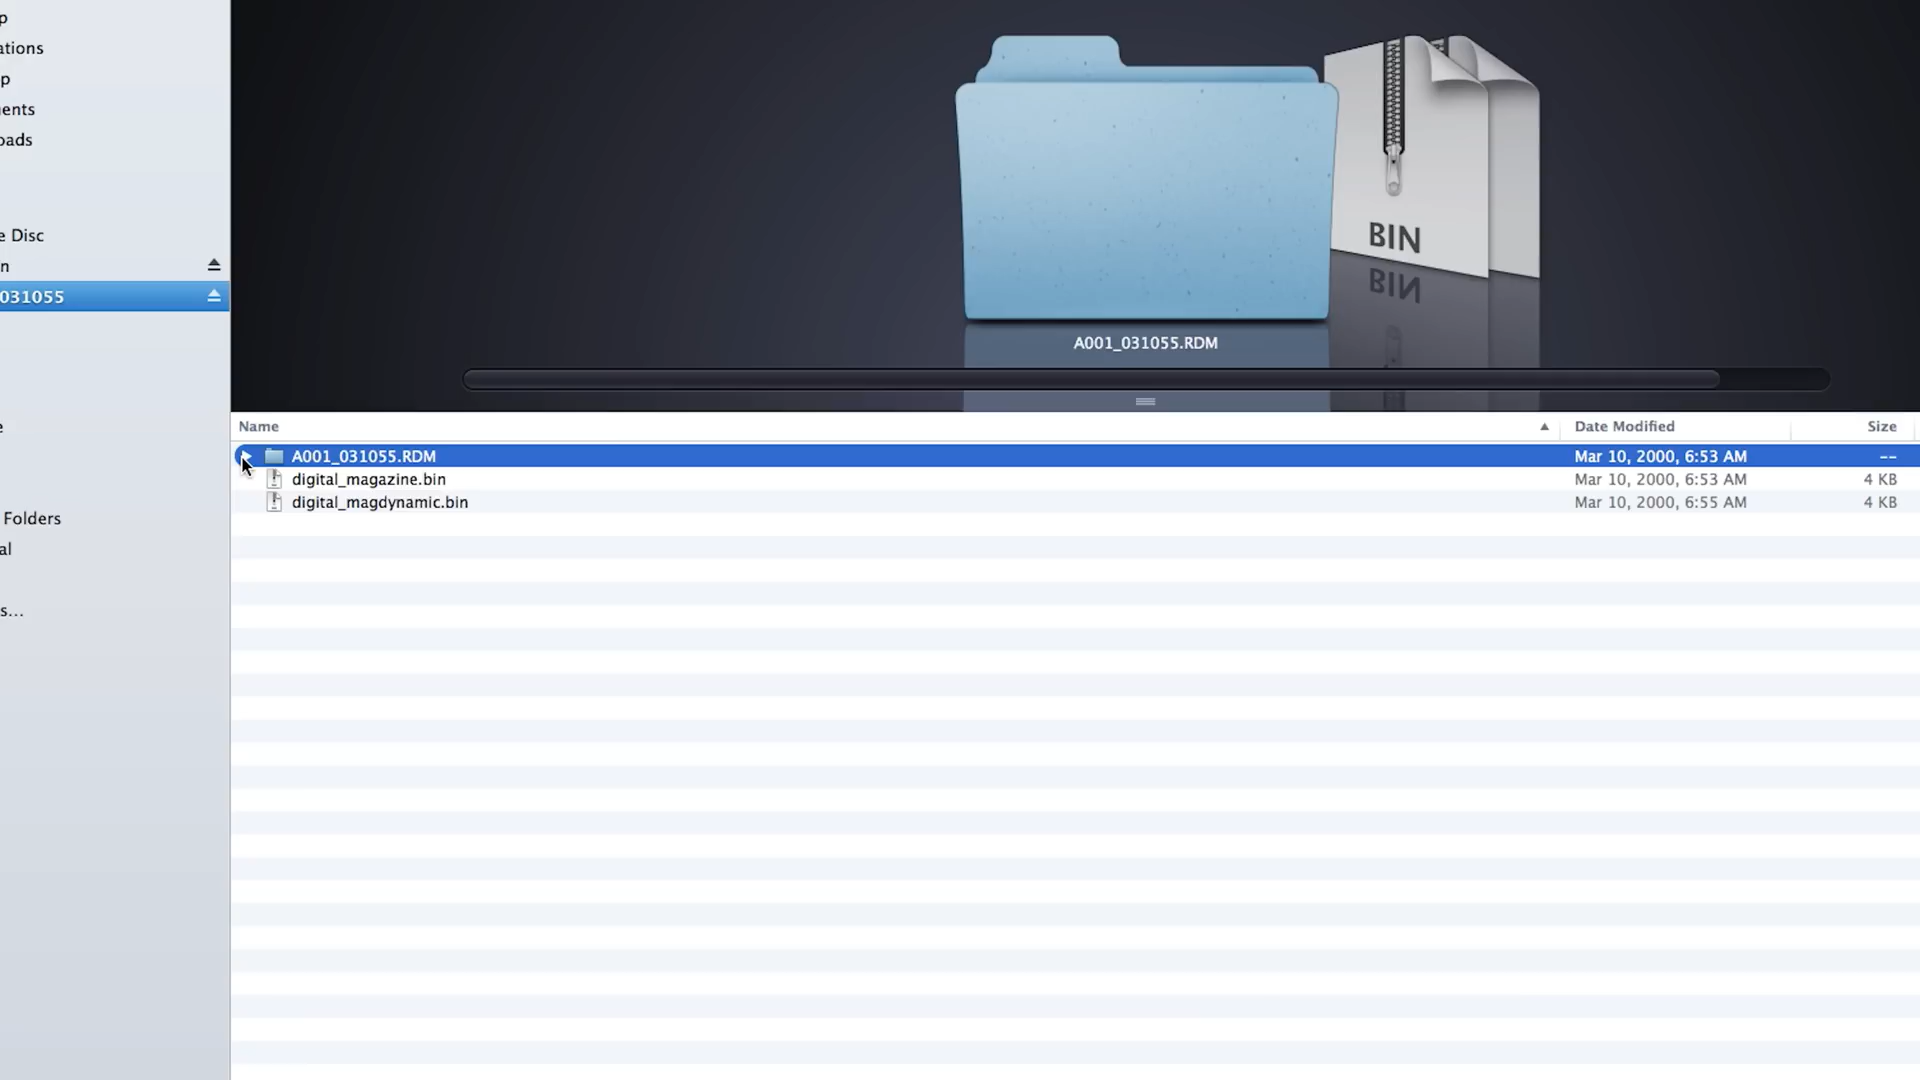 p
ations
p
ents
oads
e Disc
n
031055
e
Folders
al
s...
BIN
A001_031055.RDM
Name Date Modified Size
A001_031055.RDM Mar 10, 2000, 6:53 AM --
digital_magazine.bin Mar 10, 2000, 6:53 AM 4 KB
digital_magdynamic.bin Mar 10, 2000, 6:55 AM 4 KB